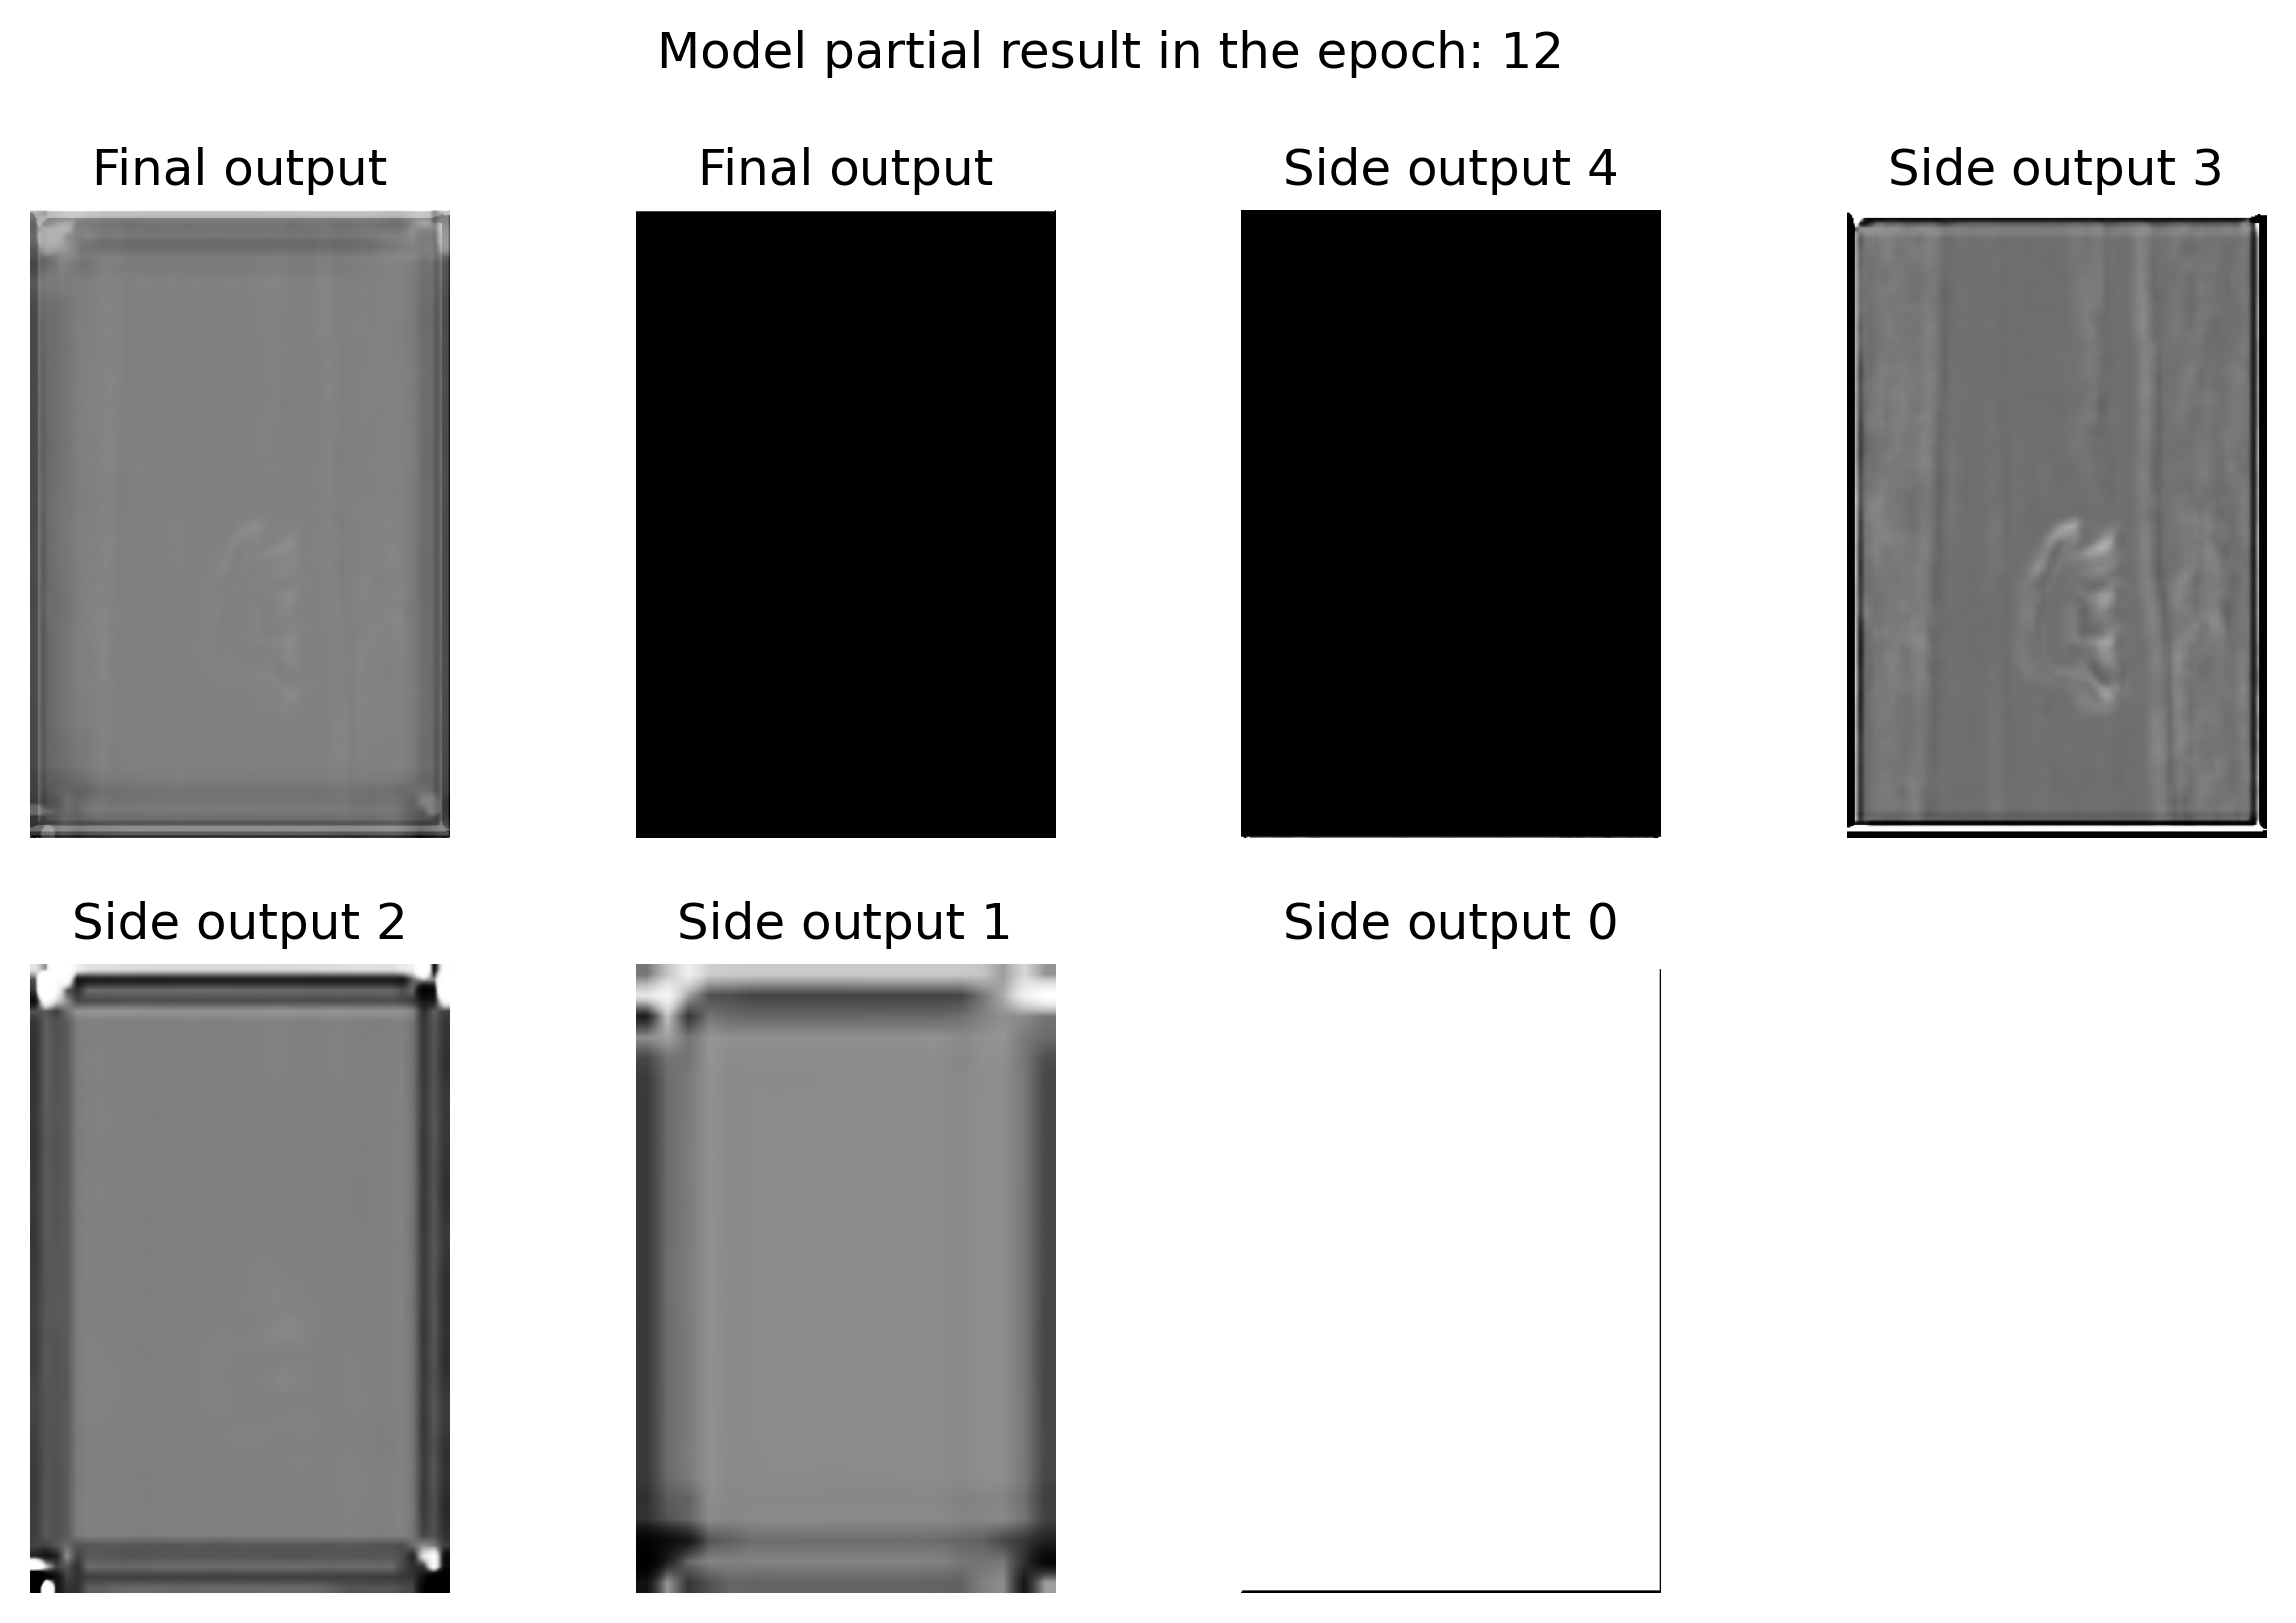 Model partial result in the epoch: 12
Final output
Final output
Side output 4
Side output 3
Side output 2
Side output 1
Side output 0